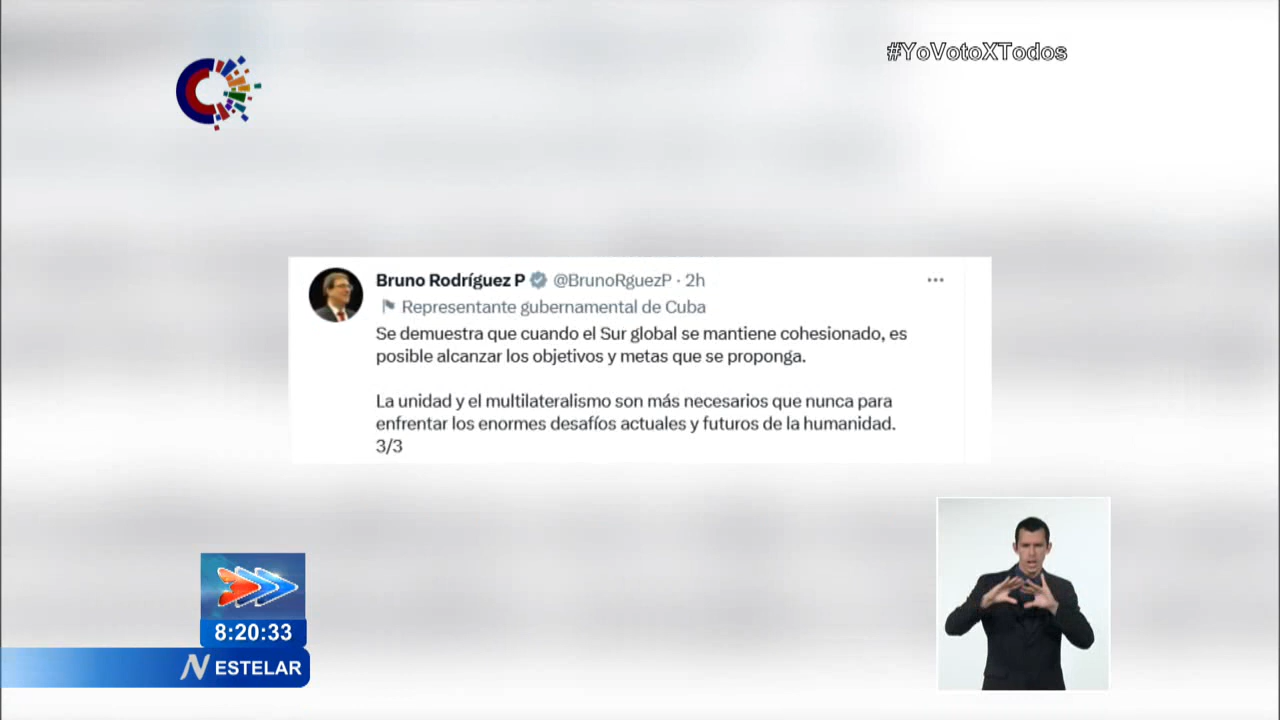 #YoVotoXTodos
Bruno Rodríguez P @BrunoRguezP · 2h
Representante gubernamental de Cuba
Se demuestra que cuando el Sur global se mantiene cohesionado, es
posible alcanzar los objetivos y metas que se proponga.
La unidad y el multilateralismo son más necesarios que nunca para
enfrentar los enormes desafíos actuales y futuros de la humanidad.
3/3
8:20:33
N ESTELAR